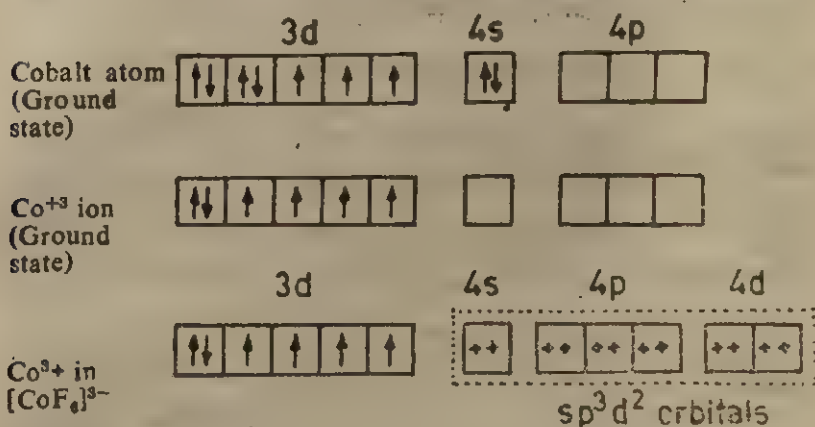 3d 4s 4p
Cobalt atom
(Ground
state)
Co+3 ion
(Ground
state)
3d 4s 4p 4d
Co3+ in
[CoF6]3−
sp3d2 orbitals